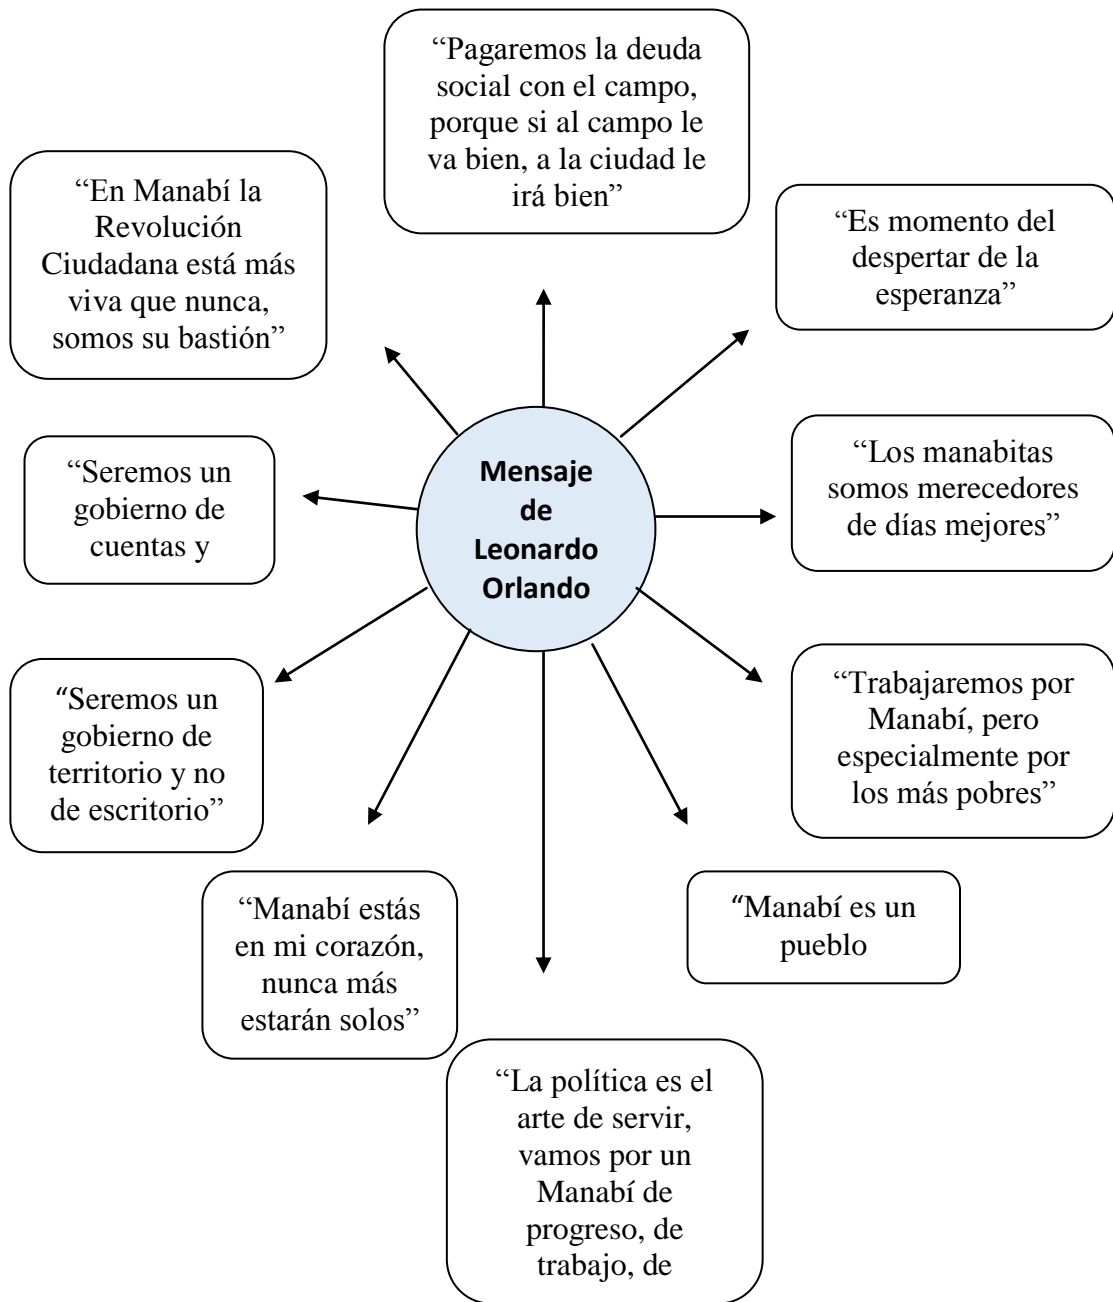 “Pagaremos la deuda
social con el campo,
porque si al campo le
va bien, a la ciudad le
irá bien”
“En Manabí la
Revolución
Ciudadana está más
viva que nunca,
somos su bastión”
“Es momento del
despertar de la
esperanza”
“Seremos un
gobierno de
cuentas y
Mensaje
de
Leonardo
Orlando
“Los manabitas
somos merecedores
de días mejores”
“Seremos un
gobierno de
territorio y no
de escritorio”
“Trabajaremos por
Manabí, pero
especialmente por
los más pobres”
“Manabí estás
en mi corazón,
nunca más
estarán solos”
“Manabí es un
pueblo
“La política es el
arte de servir,
vamos por un
Manabí de
progreso, de
trabajo, de